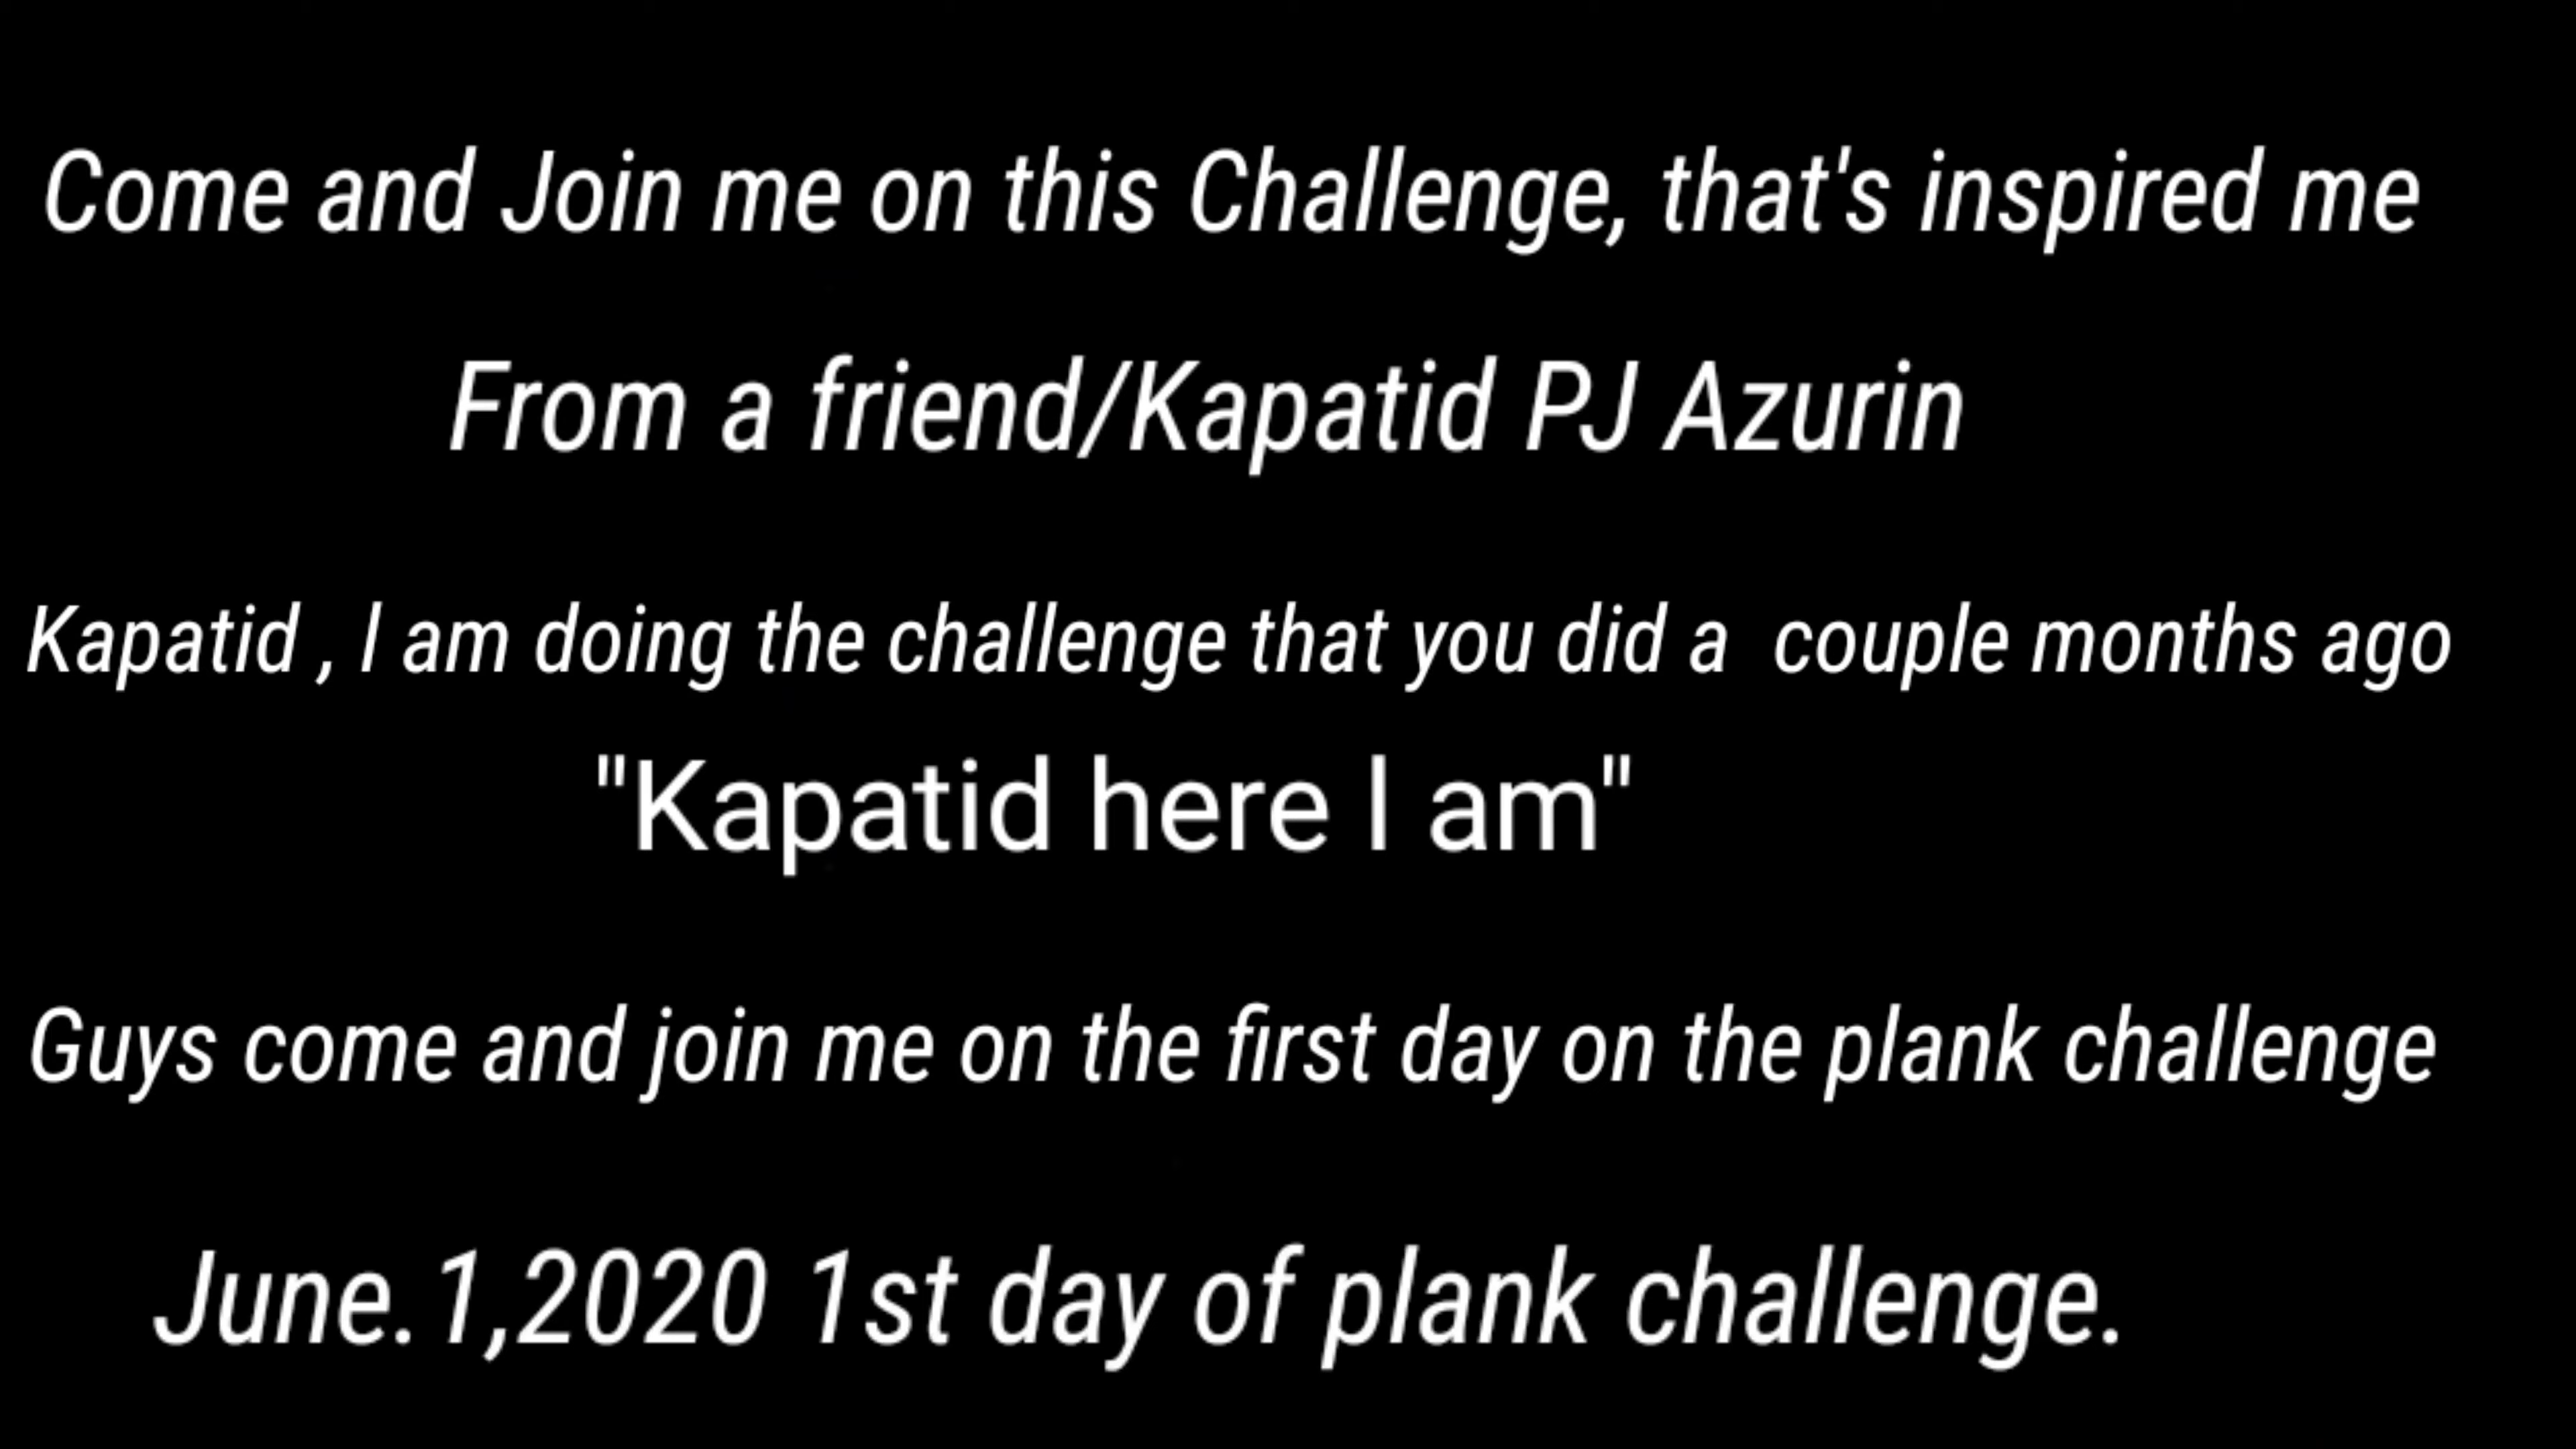 Come and Join me on this Challenge, that's inspired me
From a friend/Kapatid PJ Azurin
Kapatid , I am doing the challenge that you did a  couple months ago
"Kapatid here I am"
Guys come and join me on the first day on the plank challenge
June.1,2020 1st day of plank challenge.